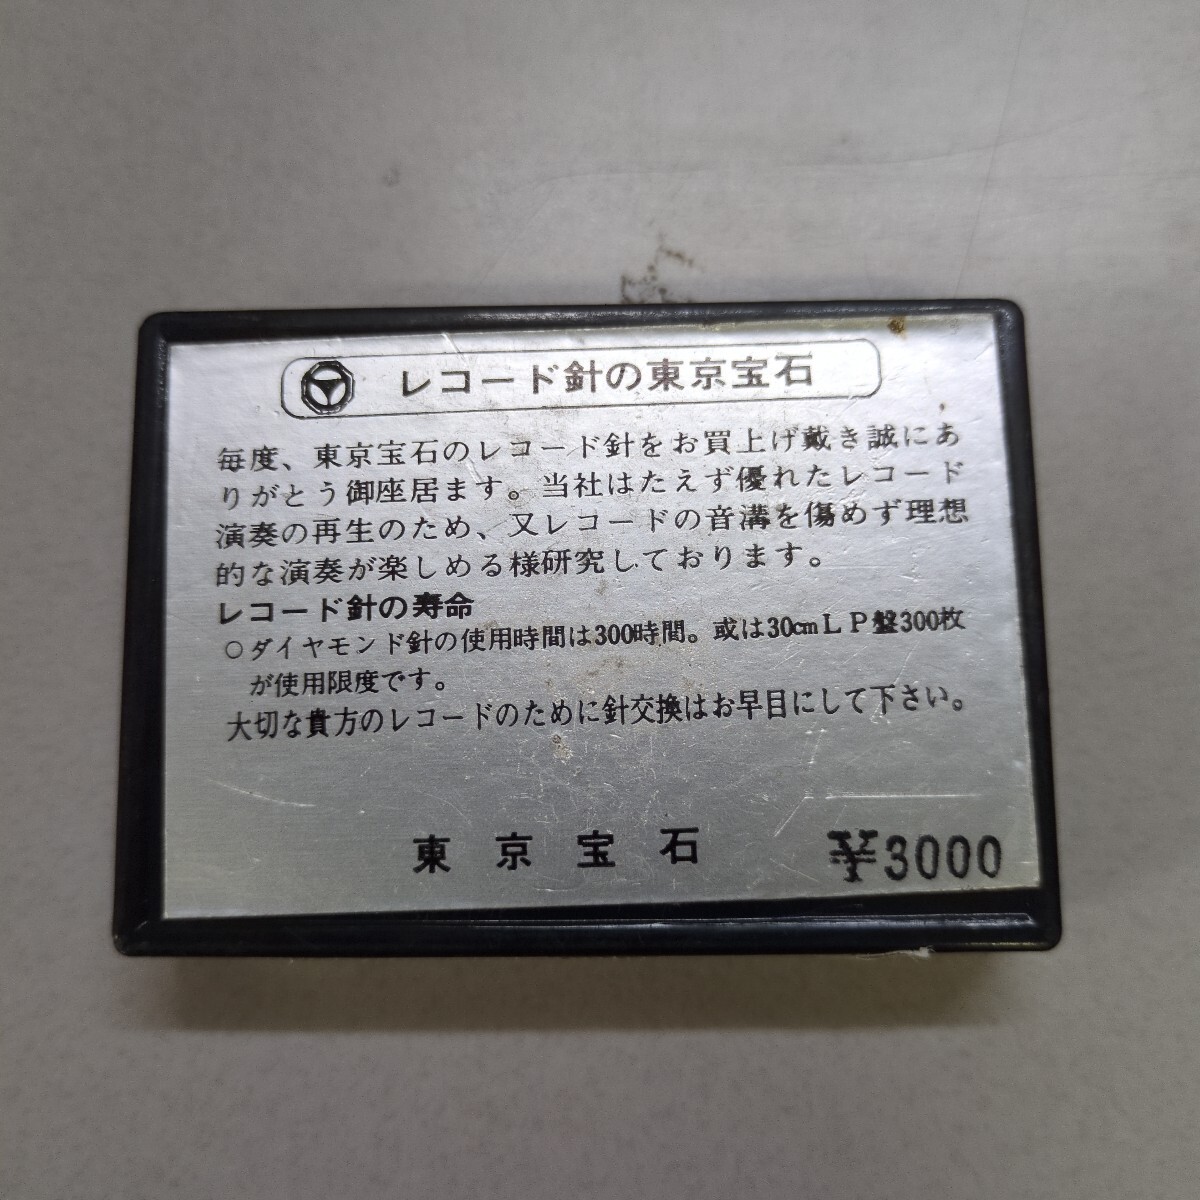 レコード針の東京宝石
毎度、東京宝石のレコード針をお買上げ戴き誠にあ
りがとう御座居ます。当社はたえず優れたレコード
演奏の再生のため、又レコードの音溝を傷めず理想
的な演奏が楽しめる様研究しております。
レコード針の寿命
○ダイヤモンド針の使用時間は300時間。或は30cmLP盤300枚
が使用限度です。
大切な貴方のレコードのために針交換はお早目にして下さい。
東京宝石 ¥3000